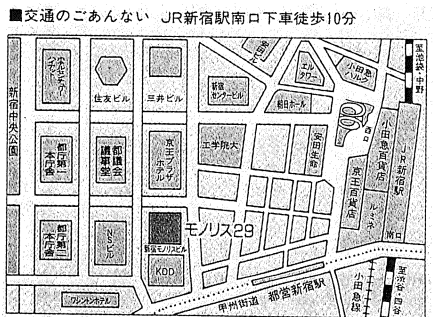 ■交通のごあんない JR新宿駅南口下車徒歩10分
至池袋・中野
センチュリーハイアット
住友ビル
三井ビル
新宿センタービル
エルタワー
小田急ハルク
朝日ホール
新宿中央公園
都庁第一本庁舎
都議会議事堂
京王プラザホテル
工学院大
安田生命
西口
小田急百貨店
JR新宿駅
京王百貨店
ルミネ
南口
都庁第二本庁舎
NSビル
モノリス29
新宿モノリスビル
KDD
ワシントンホテル
甲州街道
都営新宿駅
小田急線
至渋谷・四谷